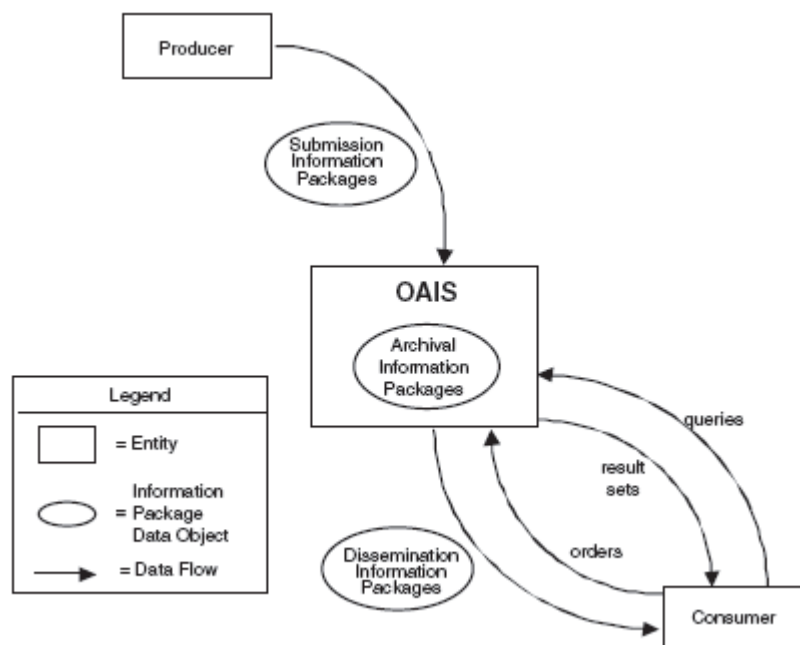 Producer
Submission
Information
Packages
OAIS
Archival
Information
Packages
Legend
= Entity
Information
= Package
Data Object
= Data Flow
queries
result
sets
orders
Dissemination
Information
Packages
Consumer